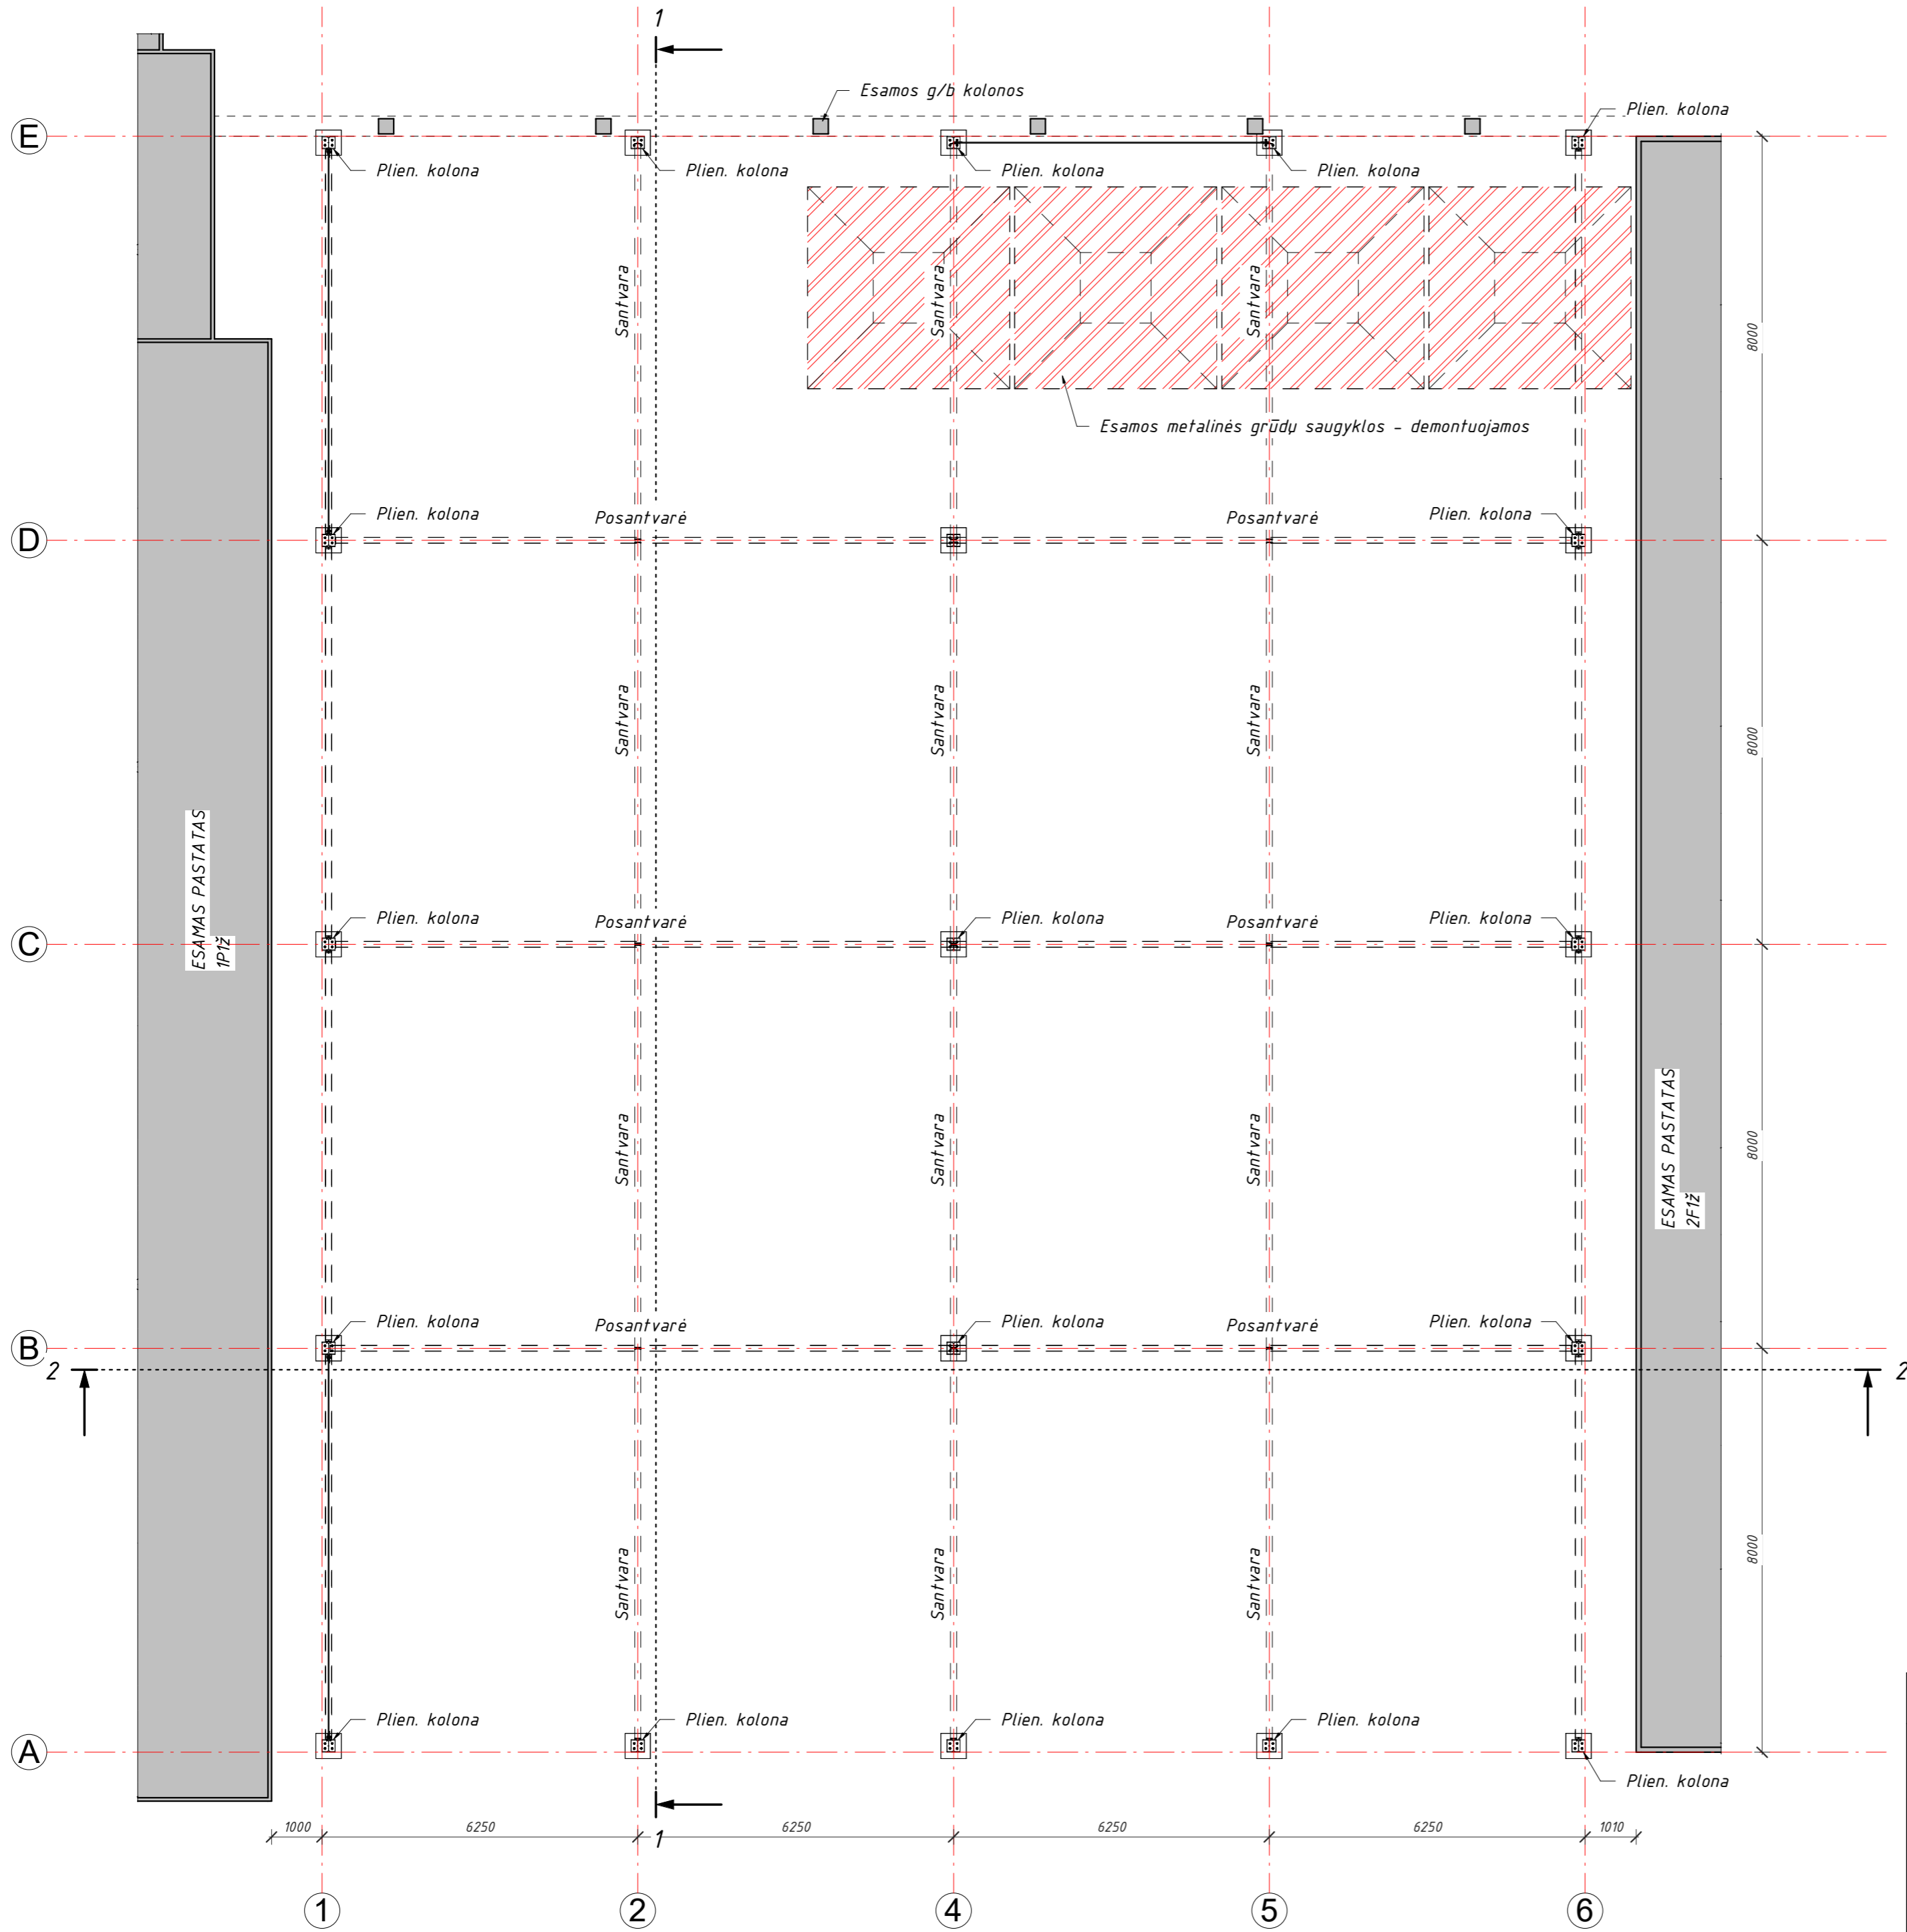 1
Esamos g/b kolonos
Plien. kolona
E
Plien. kolona
Plien. kolona
Plien. kolona
Plien. kolona
Santvara
Santvara
Santvara
8000
Esamos metalinės grūdų saugyklos - demontuojamos
Plien. kolona
Posantvarė
Posantvarė
Plien. kolona
D
Santvara
Santvara
Santvara
8000
ESAMAS PASTATAS
1P1ž
Plien. kolona
Posantvarė
Plien. kolona
Posantvarė
Plien. kolona
C
Santvara
Santvara
Santvara
8000
ESAMAS PASTATAS
2F1ž
Plien. kolona
Posantvarė
Plien. kolona
Posantvarė
Plien. kolona
B
2
2
Santvara
Santvara
Santvara
8000
Plien. kolona
Plien. kolona
Plien. kolona
Plien. kolona
A
Plien. kolona
1000
6250
1
6250
6250
6250
1010
1
2
4
5
6